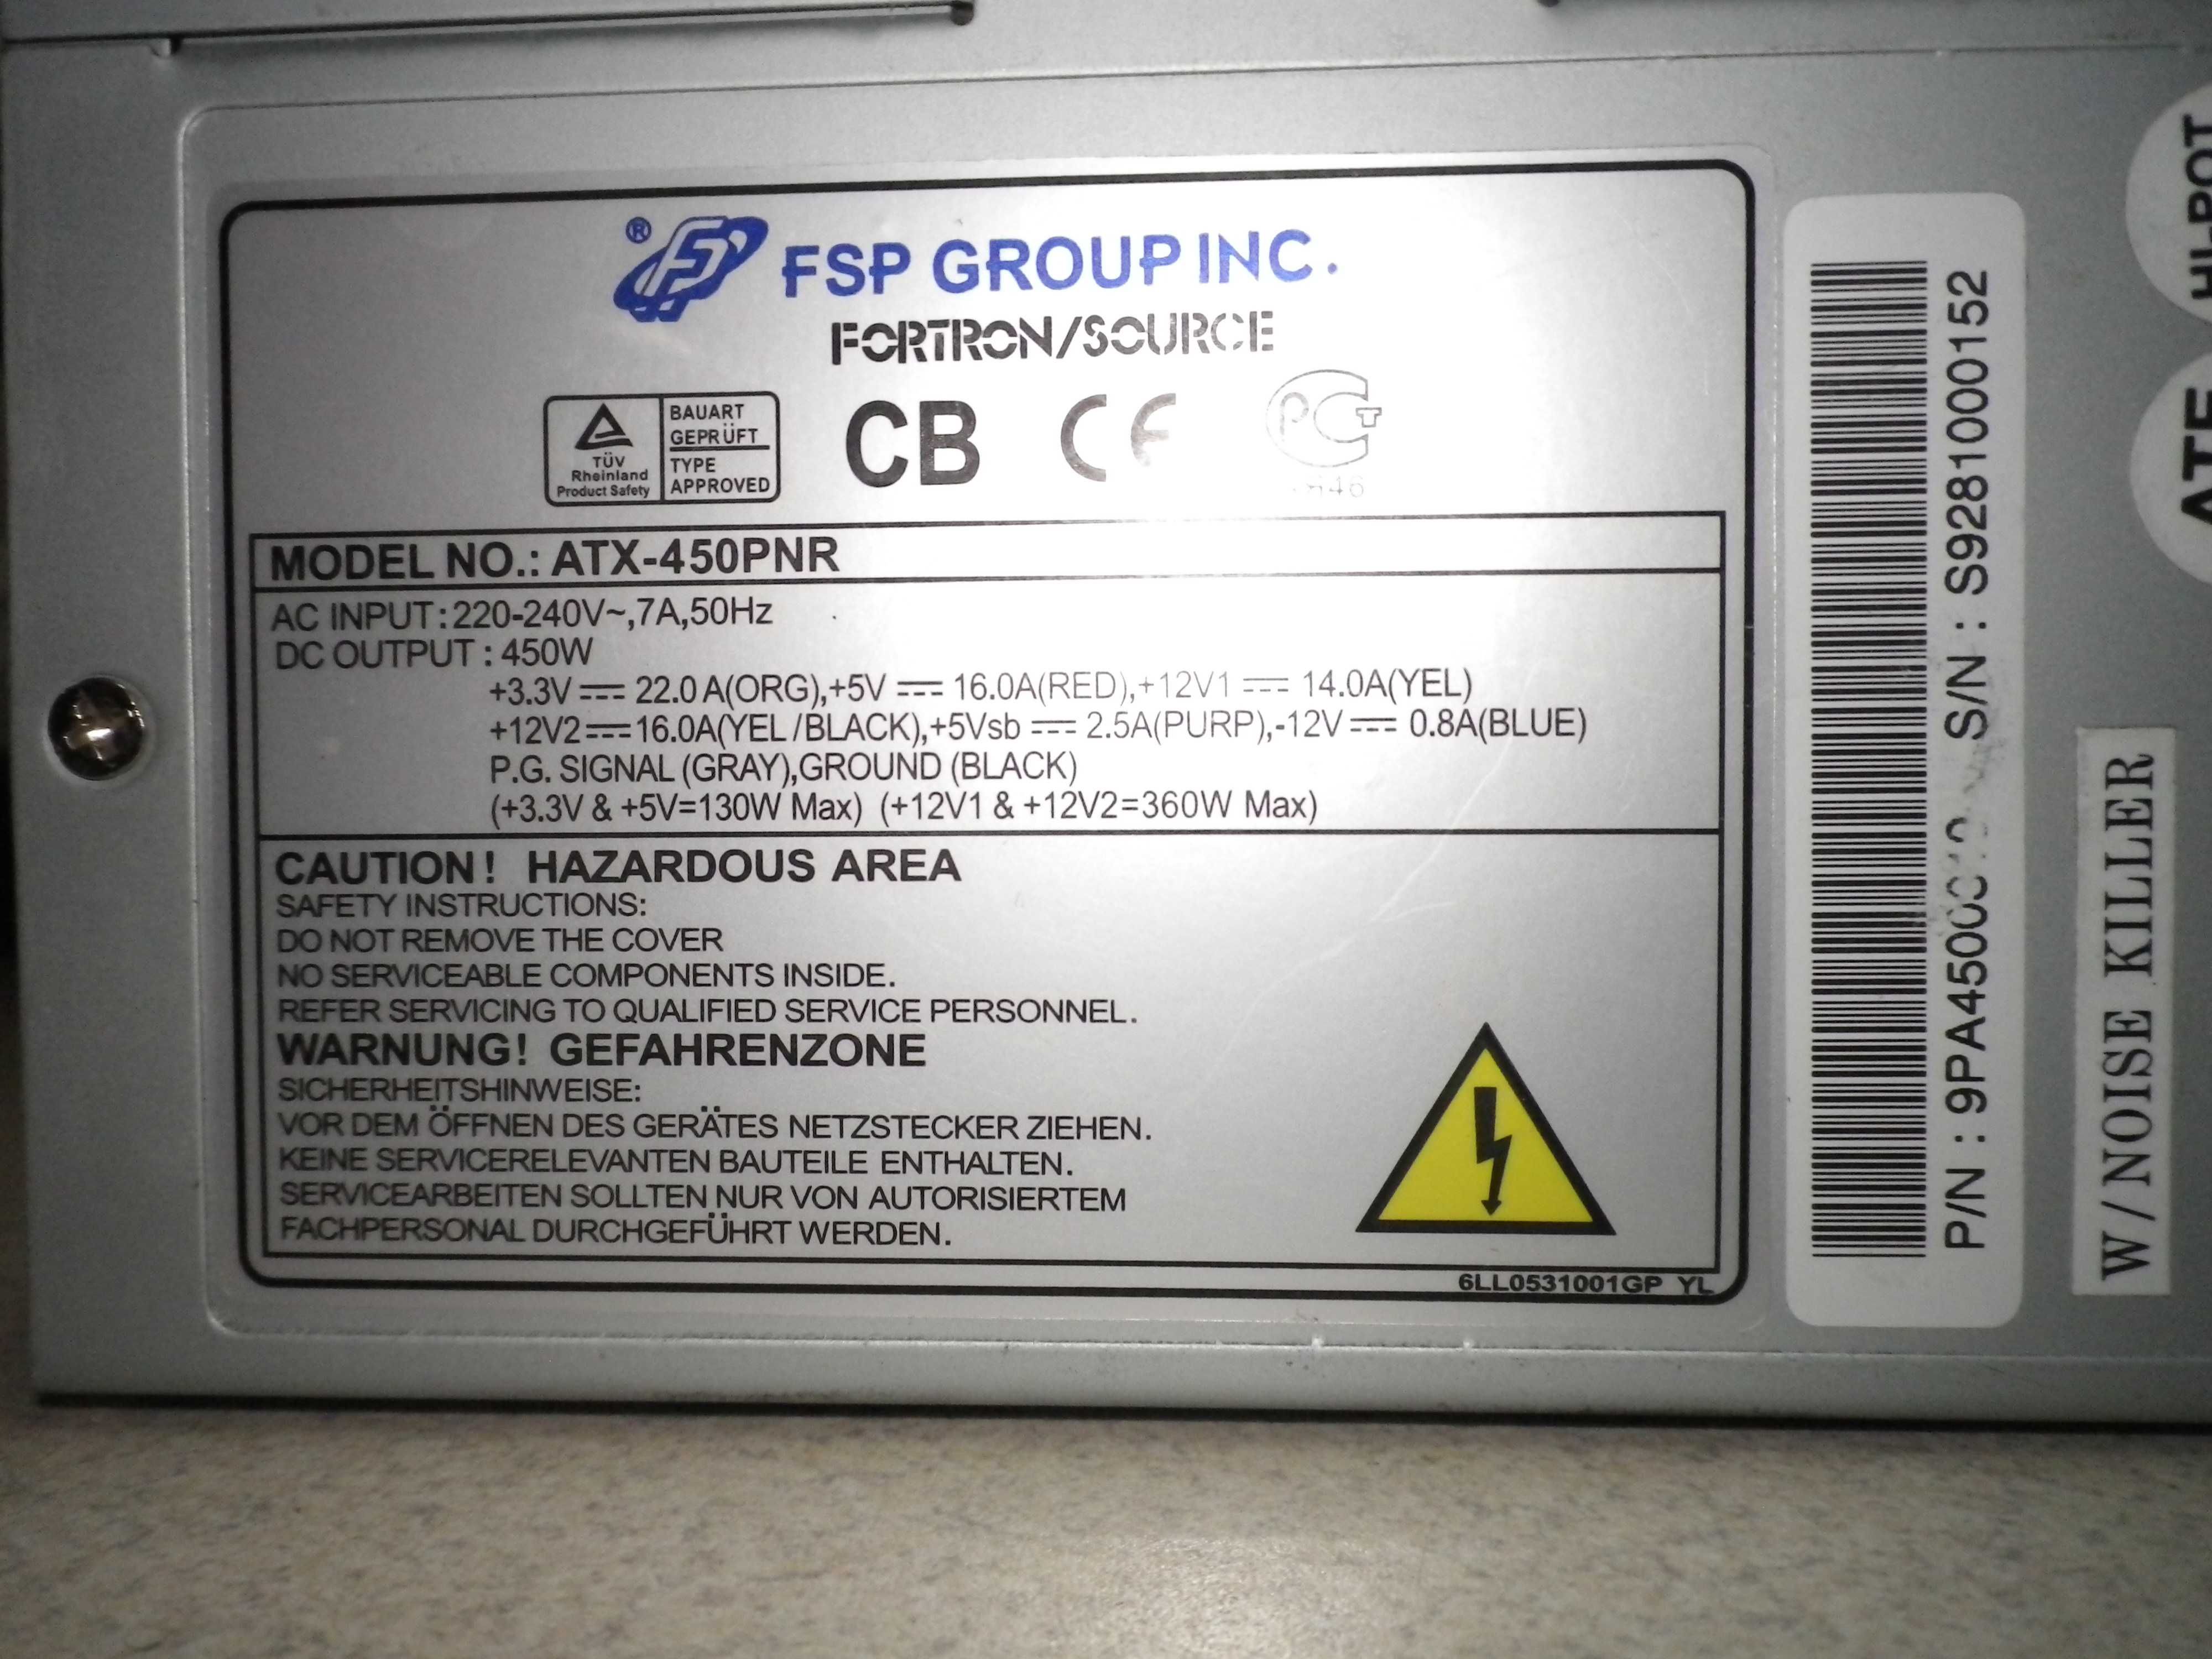 ® FSP GROUP INC.
FORTRON/SOURCE
TÜV
Rheinland
Product Safety
BAUART
GEPRÜFT
TYPE
APPROVED
CB
CE
MODEL NO.: ATX-450PNR
AC INPUT:220-240V~,7A,50Hz
DC OUTPUT : 450W
+3.3V ⎓ 22.0A(ORG),+5V ⎓ 16.0A(RED),+12V1 ⎓ 14.0A(YEL)
+12V2⎓16.0A(YEL/BLACK),+5Vsb ⎓ 2.5A(PURP),-12V⎓ 0.8A(BLUE)
P.G. SIGNAL (GRAY),GROUND (BLACK)
(+3.3V & +5V=130W Max) (+12V1 & +12V2=360W Max)
CAUTION! HAZARDOUS AREA
SAFETY INSTRUCTIONS:
DO NOT REMOVE THE COVER
NO SERVICEABLE COMPONENTS INSIDE.
REFER SERVICING TO QUALIFIED SERVICE PERSONNEL.
WARNUNG! GEFAHRENZONE
SICHERHEITSHINWEISE:
VOR DEM ÖFFNEN DES GERÄTES NETZSTECKER ZIEHEN.
KEINE SERVICERELEVANTEN BAUTEILE ENTHALTEN.
SERVICEARBEITEN SOLLTEN NUR VON AUTORISIERTEM
FACHPERSONAL DURCHGEFÜHRT WERDEN.
6LL0531001GP YL
P/N : S/N : S9281000152
W/NOISE KILLER
HI-POT
ATE